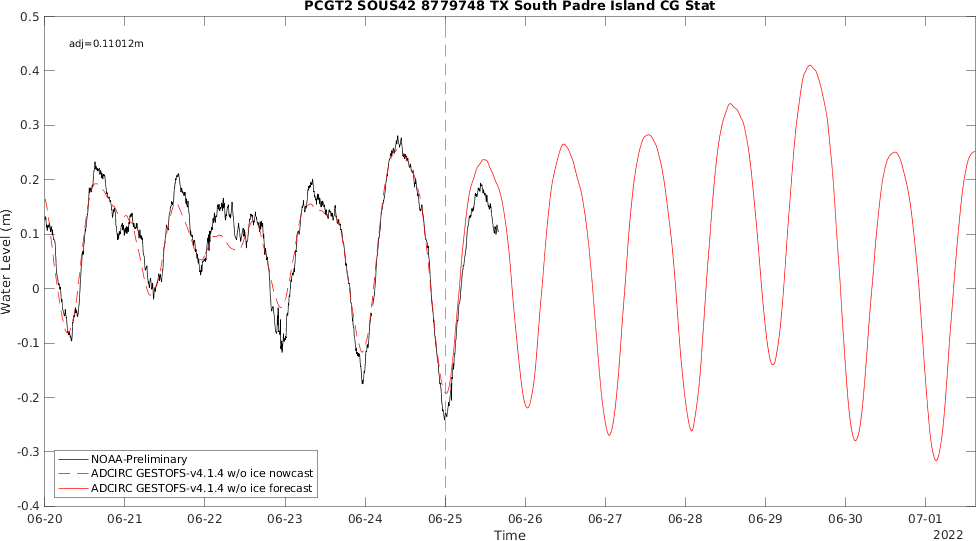 PCGT2 SOUS42 8779748 TX South Padre Island CG Stat
adj=0.11012m
0.5
0.4
0.3
0.2
0.1
0
-0.1
-0.2
-0.3
-0.4
Water Level (m)
NOAA-Preliminary
ADCIRC GESTOFS-v4.1.4 w/o ice nowcast
ADCIRC GESTOFS-v4.1.4 w/o ice forecast
06-20 06-21 06-22 06-23 06-24 06-25 06-26 06-27 06-28 06-29 06-30 07-01
Time
2022